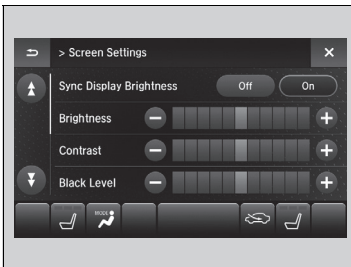 > Screen Settings
Sync Display Brightness Off On
Brightness
Contrast
Black Level
MODE